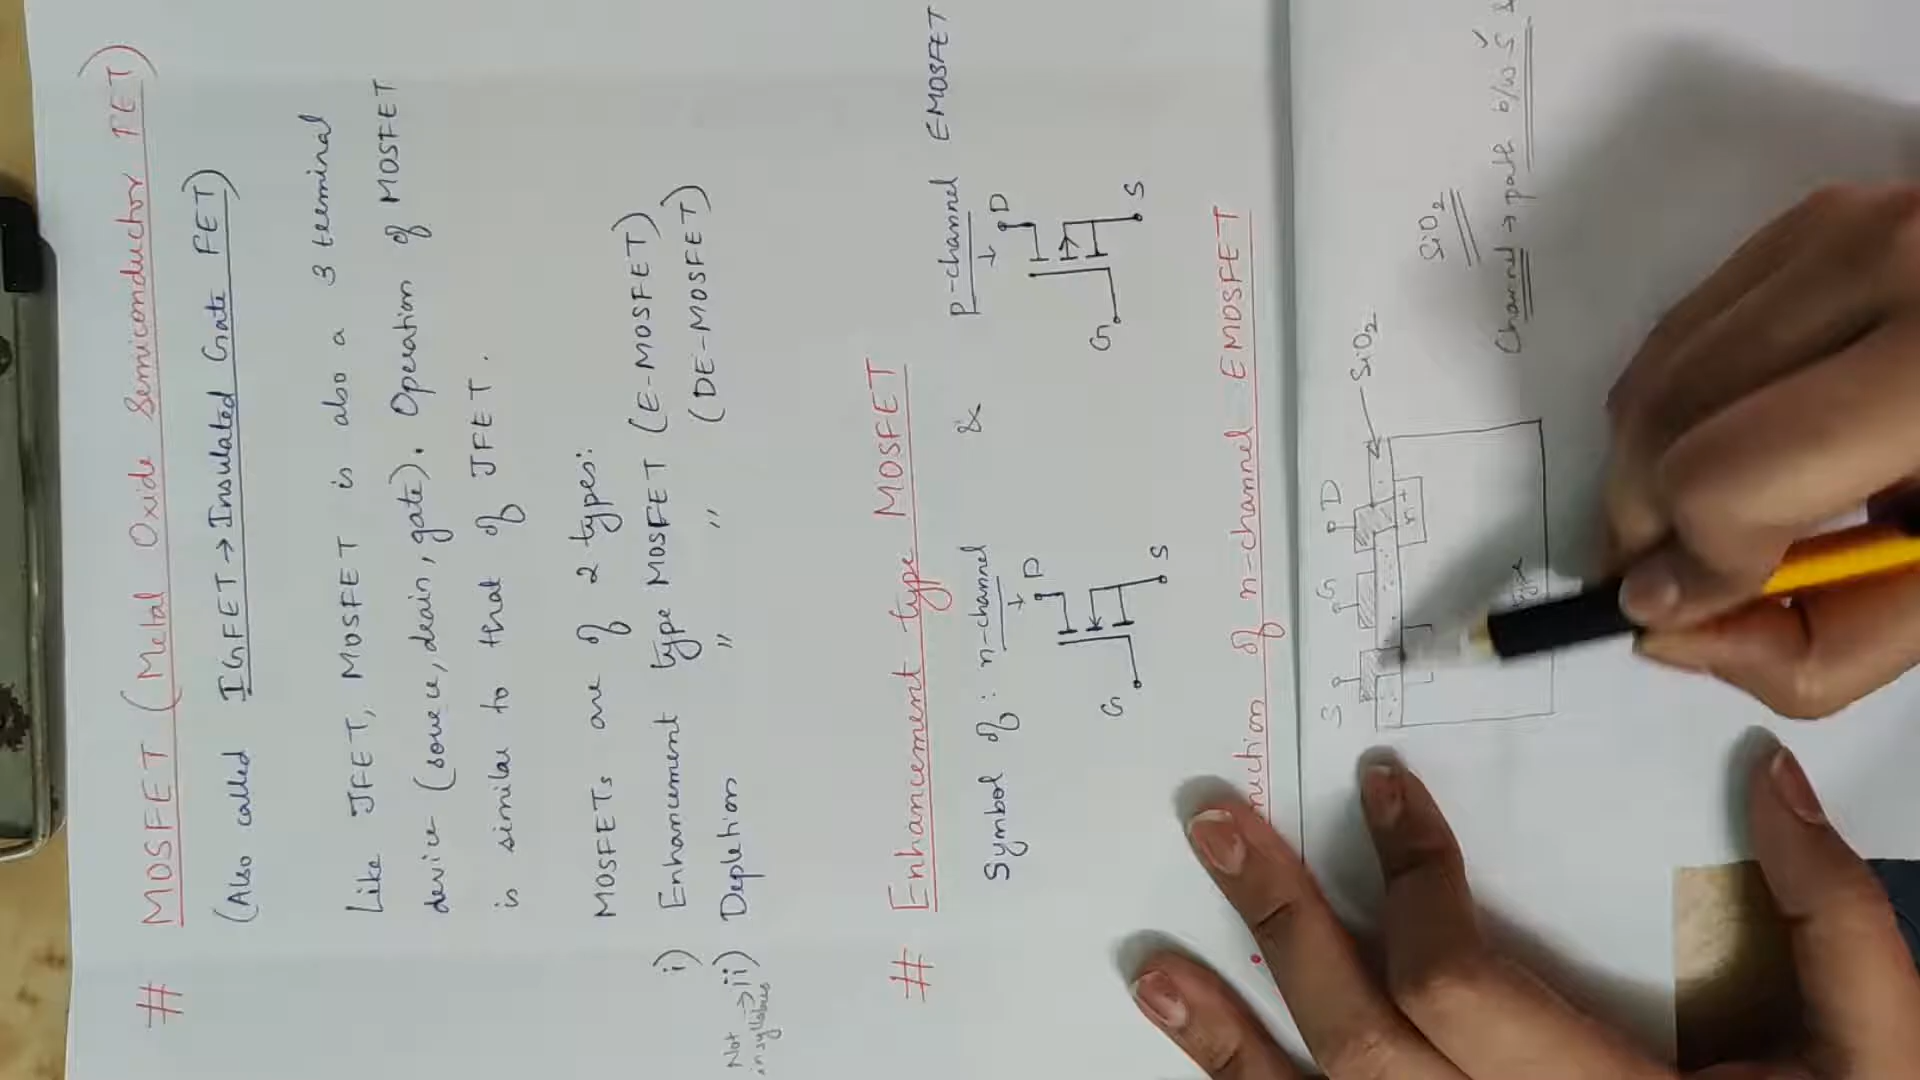 # MOSFET (Metal Oxide Semiconductor FET)
(Also called IGFET → Insulated Gate FET)
Like JFET, MOSFET is also a 3 terminal
device (source, drain, gate). Operation of MOSFET
is similar to that of JFET.
MOSFETs are of 2 types:
i) Enhancement type MOSFET (E-MOSFET)
Not in syllabus → ii) Depletion " " (DE-MOSFET)
# Enhancement type MOSFET
Symbol of: n-channel & p-channel EMOSFET
D
G
S
D
G
S
ruction of n-channel EMOSFET
S G D
SiO2
n+
type
SiO2
Channel → path b/w S